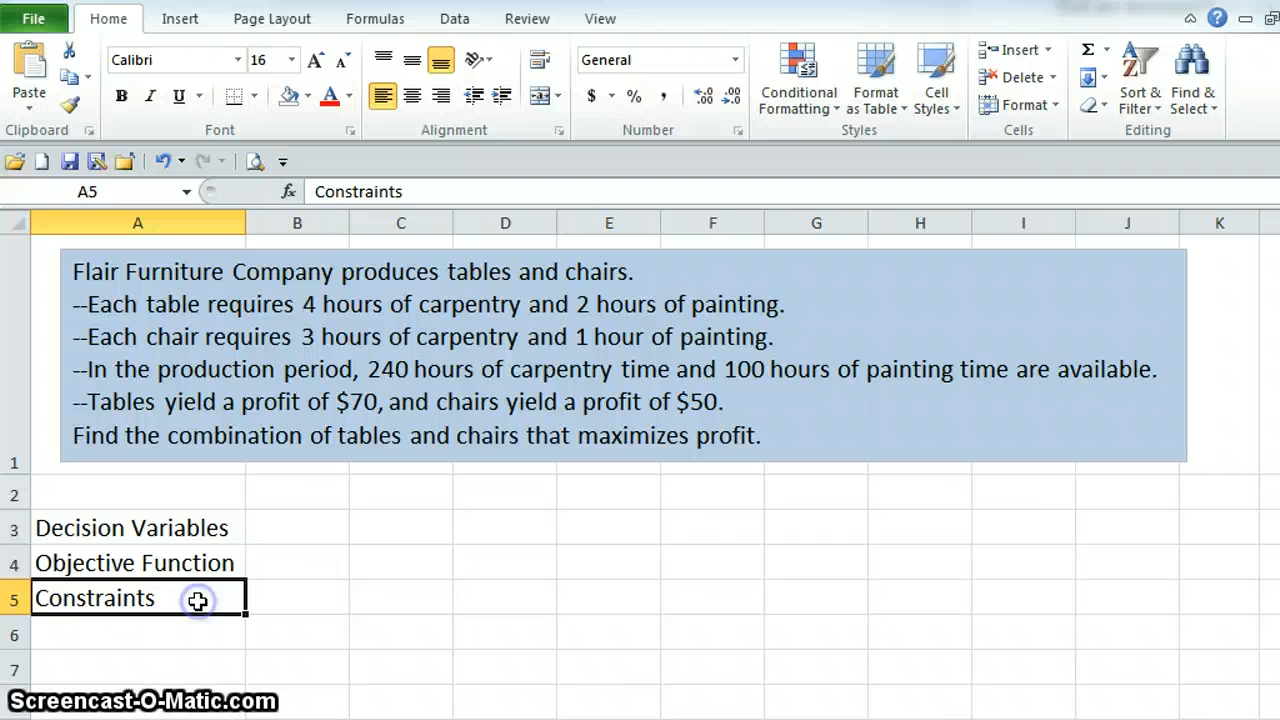 File Home Insert Page Layout Formulas Data Review View
Calibri 16 General
Paste
B I U $ % ,
Conditional Formatting
Format as Table
Cell Styles
Insert
Delete
Format
Σ
Sort & Filter
Find & Select
Clipboard Font Alignment Number Styles Cells Editing
A5 fx Constraints
A B C D E F G H I J K
Flair Furniture Company produces tables and chairs.
--Each table requires 4 hours of carpentry and 2 hours of painting.
--Each chair requires 3 hours of carpentry and 1 hour of painting.
--In the production period, 240 hours of carpentry time and 100 hours of painting time are available.
--Tables yield a profit of $70, and chairs yield a profit of $50.
Find the combination of tables and chairs that maximizes profit.
1
2
3 Decision Variables
4 Objective Function
5 Constraints
6
7
Screencast-O-Matic.com